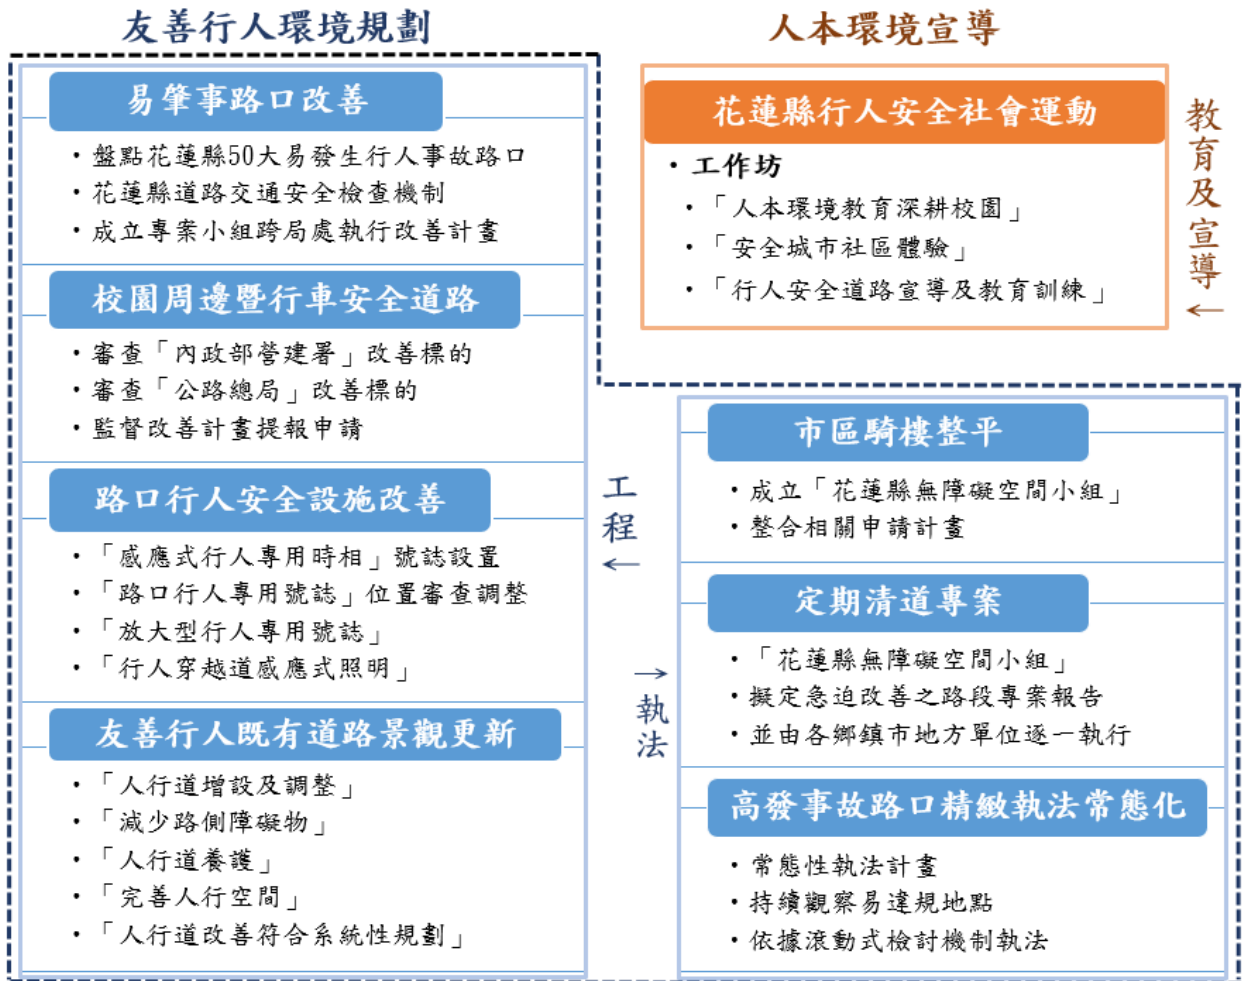 友善行人環境規劃
易肇事路口改善
・盤點花蓮縣50大易發生行人事故路口
・花蓮縣道路交通安全檢查機制
・成立專案小組跨局處執行改善計畫
校園周邊暨行車安全道路
・審查「內政部營建署」改善標的
・審查「公路總局」改善標的
・監督改善計畫提報申請
路口行人安全設施改善
・「感應式行人專用時相」號誌設置
・「路口行人專用號誌」位置審查調整
・「放大型行人專用號誌」
・「行人穿越道感應式照明」
友善行人既有道路景觀更新
・「人行道增設及調整」
・「減少路側障礙物」
・「人行道養護」
・「完善人行空間」
・「人行道改善符合系統性規劃」
工程
←
人本環境宣導
花蓮縣行人安全社會運動
・工作坊
・「人本環境教育深耕校園」
・「安全城市社區體驗」
・「行人安全道路宣導及教育訓練」
教育及宣導
←
市區騎樓整平
・成立「花蓮縣無障礙空間小組」
・整合相關申請計畫
定期清道專案
・「花蓮縣無障礙空間小組」
・擬定急迫改善之路段專案報告
・並由各鄉鎮市地方單位逐一執行
高發事故路口精緻執法常態化
・常態性執法計畫
・持續觀察易違規地點
・依據滾動式檢討機制執法
→
執法